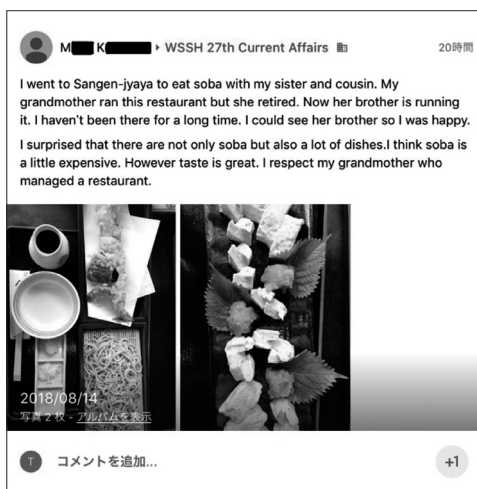 M K ▸ WSSH 27th Current Affairs 20時間
I went to Sangen-jyaya to eat soba with my sister and cousin. My
grandmother ran this restaurant but she retired. Now her brother is running
it. I haven't been there for a long time. I could see her brother so I was happy.
I surprised that there are not only soba but also a lot of dishes.I think soba is
a little expensive. However taste is great. I respect my grandmother who
managed a restaurant.
2018/08/14
写真 2 枚 - アルバムを表示
T コメントを追加... +1